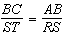 BC/ST = AB/RS